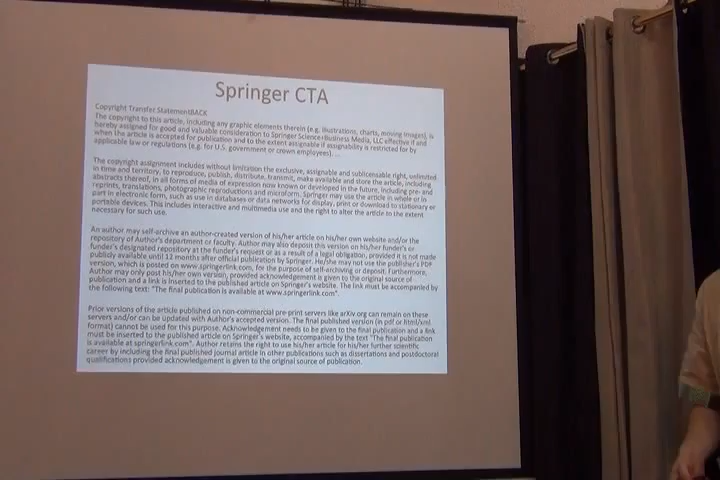 Springer CTA
Copyright Transfer StatementBACK
The copyright to this article, including any graphic elements therein (e.g. illustrations, charts, moving images), is
hereby assigned for good and valuable consideration to Springer Science+Business Media, LLC effective if and
when the article is accepted for publication and to the extent assignable if assignability is restricted for by
applicable law or regulations (e.g. for U.S. government or crown employees). ...
The copyright assignment includes without limitation the exclusive, assignable and sublicensable right, unlimited
in time and territory, to reproduce, publish, distribute, transmit, make available and store the article, including
abstracts thereof, in all forms of media of expression now known or developed in the future, including pre- and
reprints, translations, photographic reproductions and microform. Springer may use the article in whole or in
part in electronic form, such as use in databases or data networks for display, print or download to stationary or
portable devices. This includes interactive and multimedia use and the right to alter the article to the extent
necessary for such use.
An author may self-archive an author-created version of his/her article on his/her own website and/or the
repository of Author's department or faculty. Author may also deposit this version on his/her funder's or
funder's designated repository at the funder's request or as a result of a legal obligation, provided it is not made
publicly available until 12 months after official publication by Springer. He/she may not use the publisher's PDF
version, which is posted on www.springerlink.com, for the purpose of self-archiving or deposit. Furthermore,
Author may only post his/her own version, provided acknowledgement is given to the original source of
publication and a link is inserted to the published article on Springer's website. The link must be accompanied by
the following text: "The final publication is available at www.springerlink.com".
Prior versions of the article published on non-commercial pre-print servers like arXiv.org can remain on these
servers and/or can be updated with Author's accepted version. The final published version (in pdf or html/xml
format) cannot be used for this purpose. Acknowledgement needs to be given to the final publication and a link
must be inserted to the published article on Springer's website, accompanied by the text "The final publication
is available at springerlink.com". Author retains the right to use his/her article for his/her further scientific
career by including the final published journal article in other publications such as dissertations and postdoctoral
qualifications provided acknowledgement is given to the original source of publication.